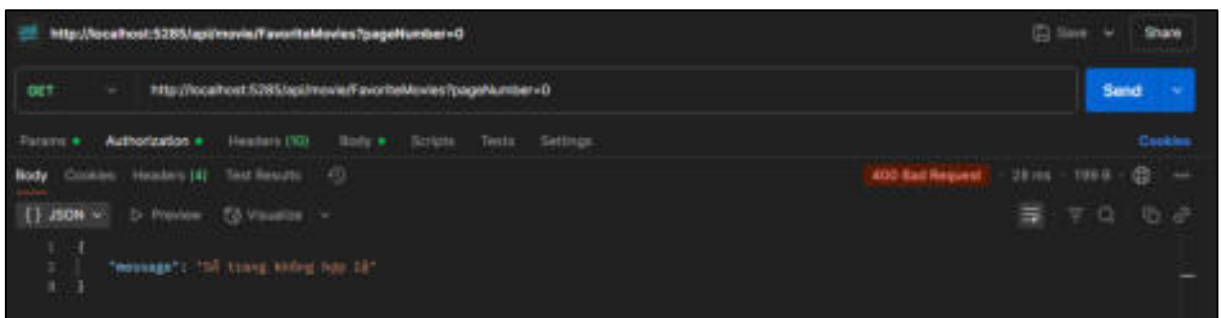 http://localhost:5285/api/movie/FavoriteMovies?pageNumber=0
Save
Share
GET
http://localhost:5285/api/movie/FavoriteMovies?pageNumber=0
Send
Params
Authorization
Headers (10)
Body
Scripts
Tests
Settings
Cookies
Body
Cookies
Headers (4)
Test Results
400 Bad Request
28 ms
199 B
{} JSON
Preview
Visualize
1 {
2 "message": "Số trang không hợp lệ"
3 }